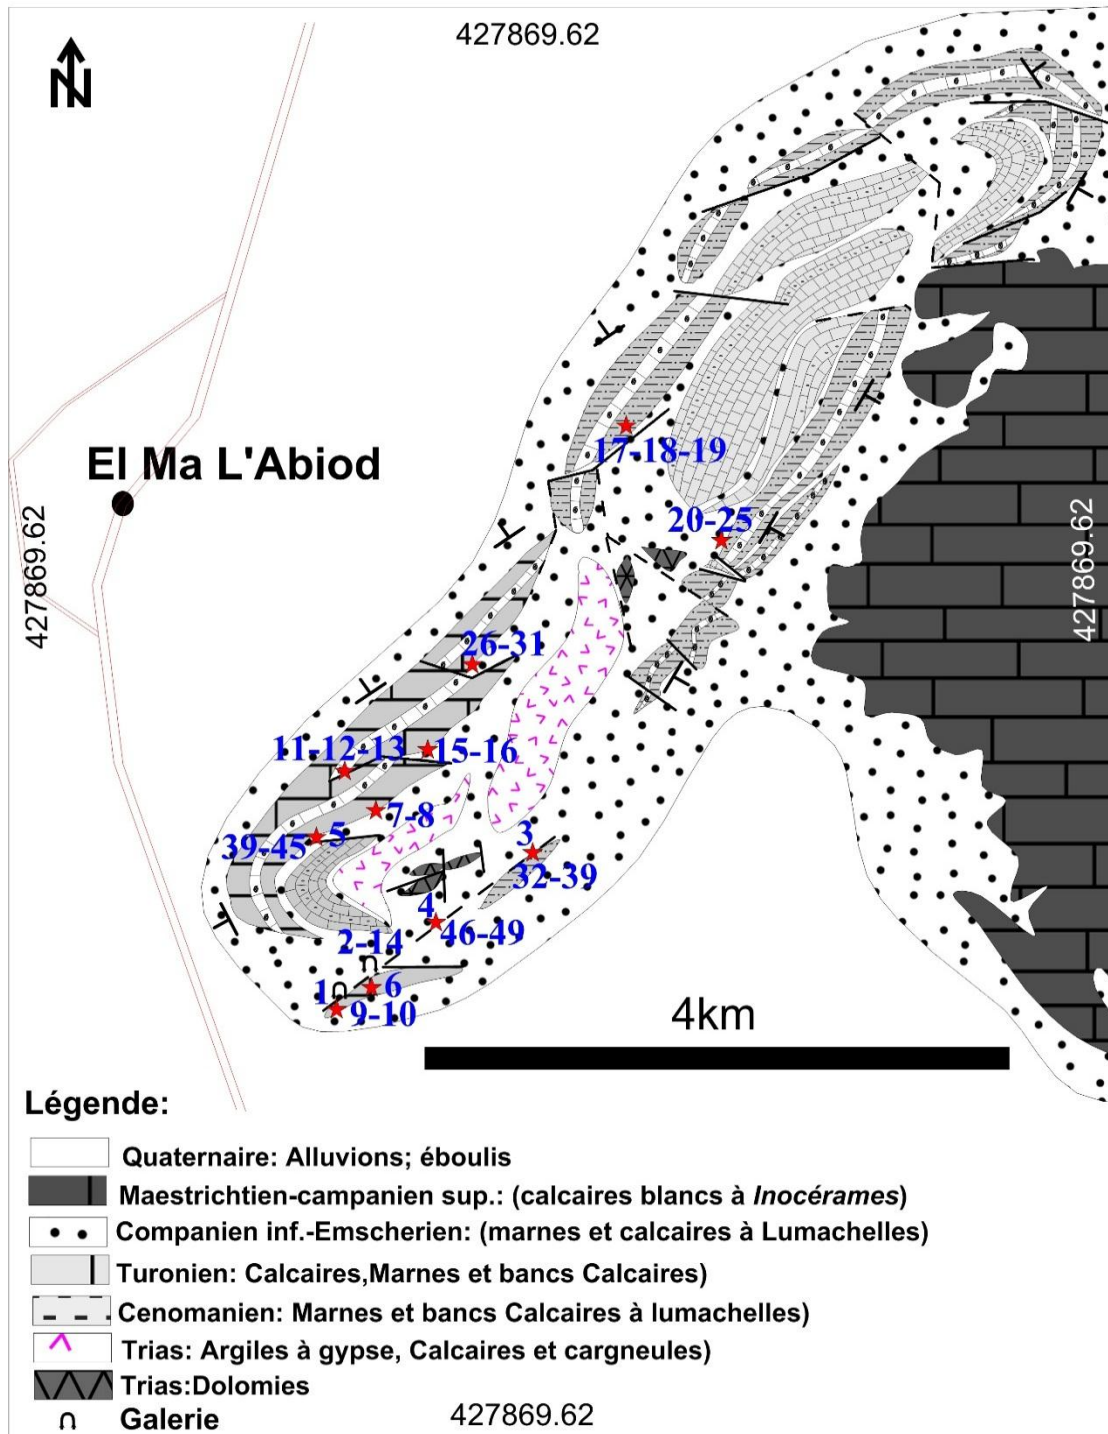 427869.62
N
El Ma L'Abiod
17-18-19
20-25
427869.62
427869.62
26-31
11-12-13
15-16
7-8
5
39-45
3
32-39
4
46-49
2-14
6
1
9-10
4km
Légende:
Quaternaire: Alluvions; éboulis
Maestrichtien-campanien sup.: (calcaires blancs à Inocérames)
Companien inf.-Emscherien: (marnes et calcaires à Lumachelles)
Turonien: Calcaires,Marnes et bancs Calcaires)
Cenomanien: Marnes et bancs Calcaires à lumachelles)
Trias: Argiles à gypse, Calcaires et cargneules)
Trias:Dolomies
Galerie
427869.62